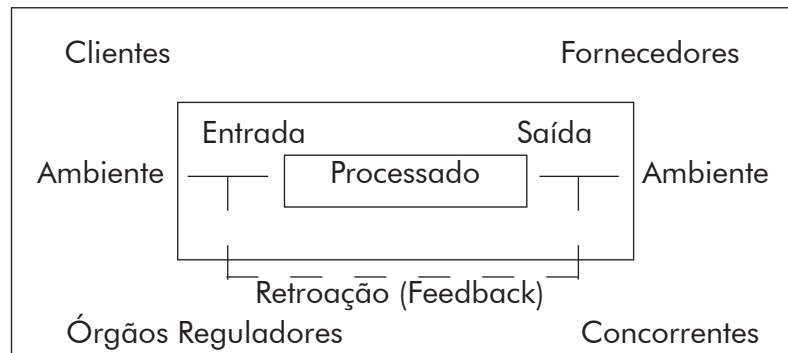 Clientes Fornecedores
Entrada Saída
Ambiente Processado Ambiente
Retroação (Feedback)
Órgãos Reguladores Concorrentes